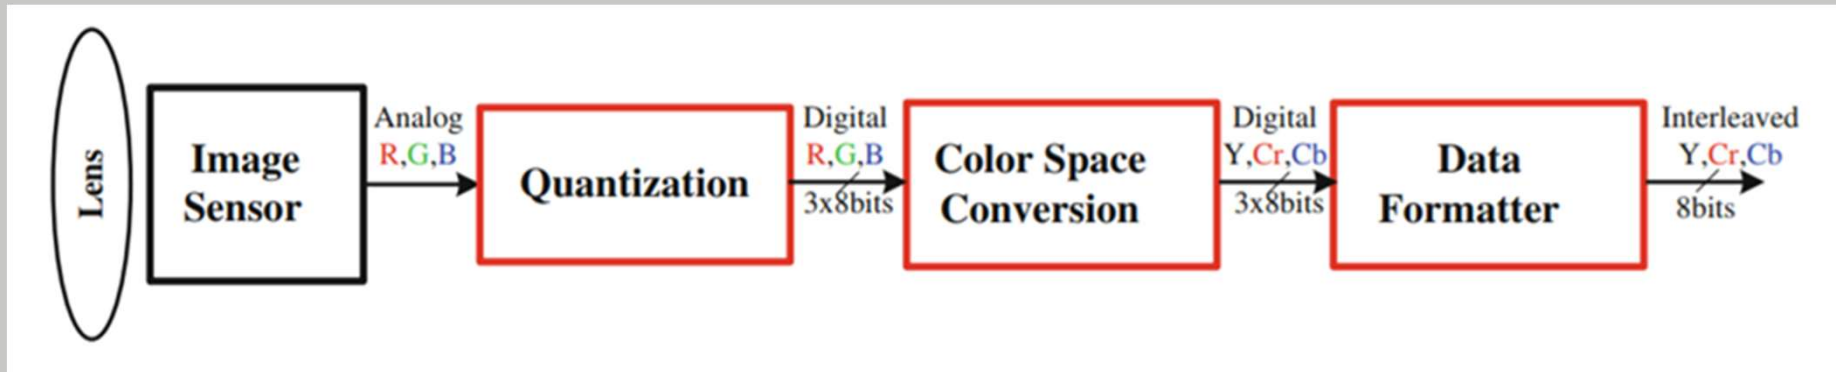 Lens
Image
Sensor
Analog
R,G,B
Quantization
Digital
R,G,B
3x8bits
Color Space
Conversion
Digital
Y,Cr,Cb
3x8bits
Data
Formatter
Interleaved
Y,Cr,Cb
8bits